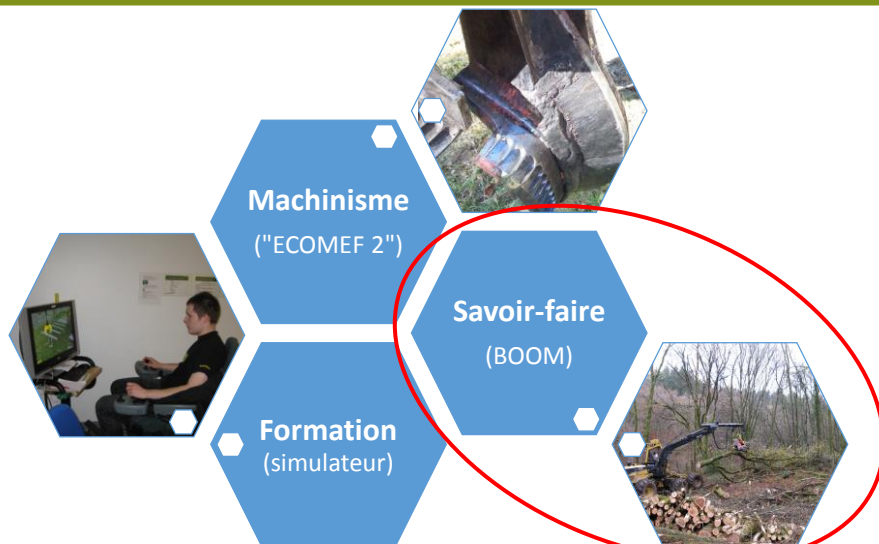 Machinisme
("ECOMEF 2")
Savoir-faire
(BOOM)
Formation
(simulateur)